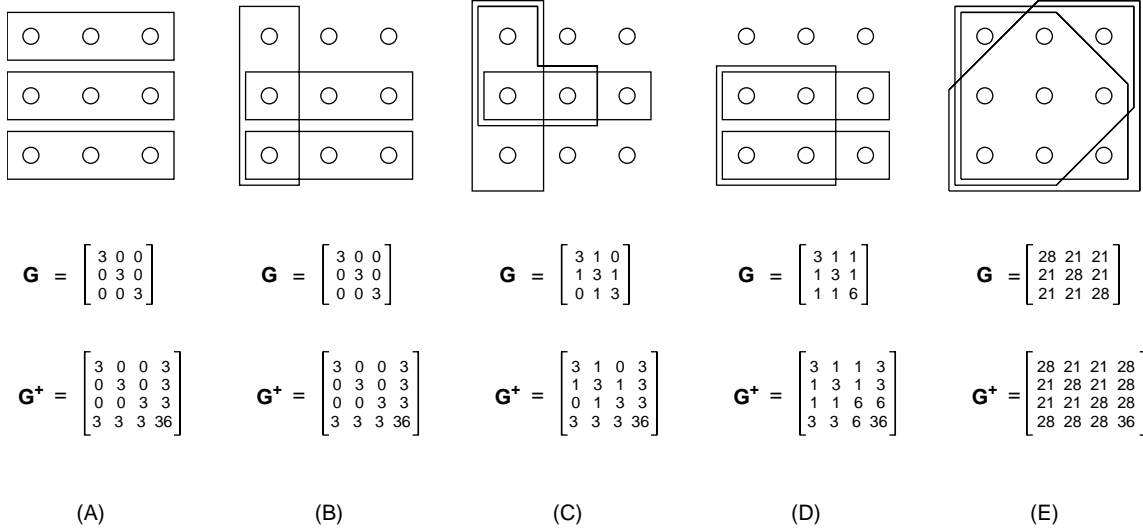 G = [ 3 0 0 0 3 0 0 0 3 ] G = [ 3 0 0 0 3 0 0 0 3 ] G = [ 3 1 0 1 3 1 0 1 3 ] G = [ 3 1 1 1 3 1 1 1 6 ] G = [ 28 21 21 21 28 21 21 21 28 ]
G+ = [ 3 0 0 3 0 3 0 3 0 0 3 3 3 3 3 36 ] G+ = [ 3 0 0 3 0 3 0 3 0 0 3 3 3 3 3 36 ] G+ = [ 3 1 0 3 1 3 1 3 0 1 3 3 3 3 3 36 ] G+ = [ 3 1 1 3 1 3 1 3 1 1 6 6 3 3 6 36 ] G+ = [ 28 21 21 28 21 28 21 28 21 21 28 28 28 28 28 36 ]
(A) (B) (C) (D) (E)